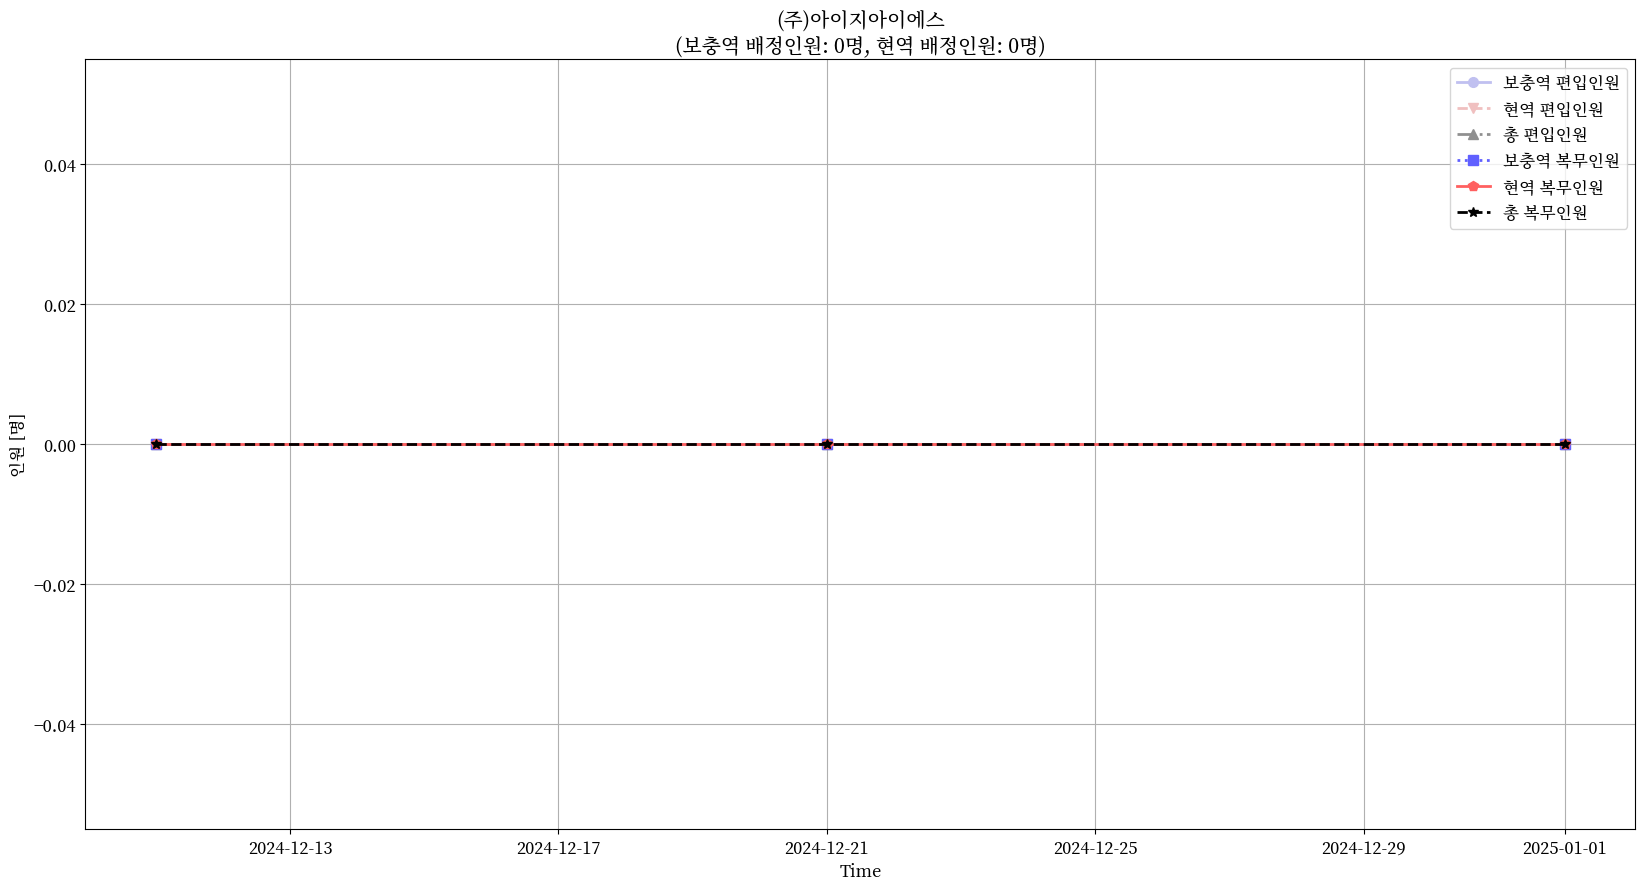 (주)아이지아이에스
(보충역 배정인원: 0명, 현역 배정인원: 0명)
보충역 편입인원
현역 편입인원
총 편입인원
보충역 복무인원
현역 복무인원
총 복무인원
인원 [명]
0.04
0.02
0.00
−0.02
−0.04
2024-12-13
2024-12-17
2024-12-21
2024-12-25
2024-12-29
2025-01-01
Time